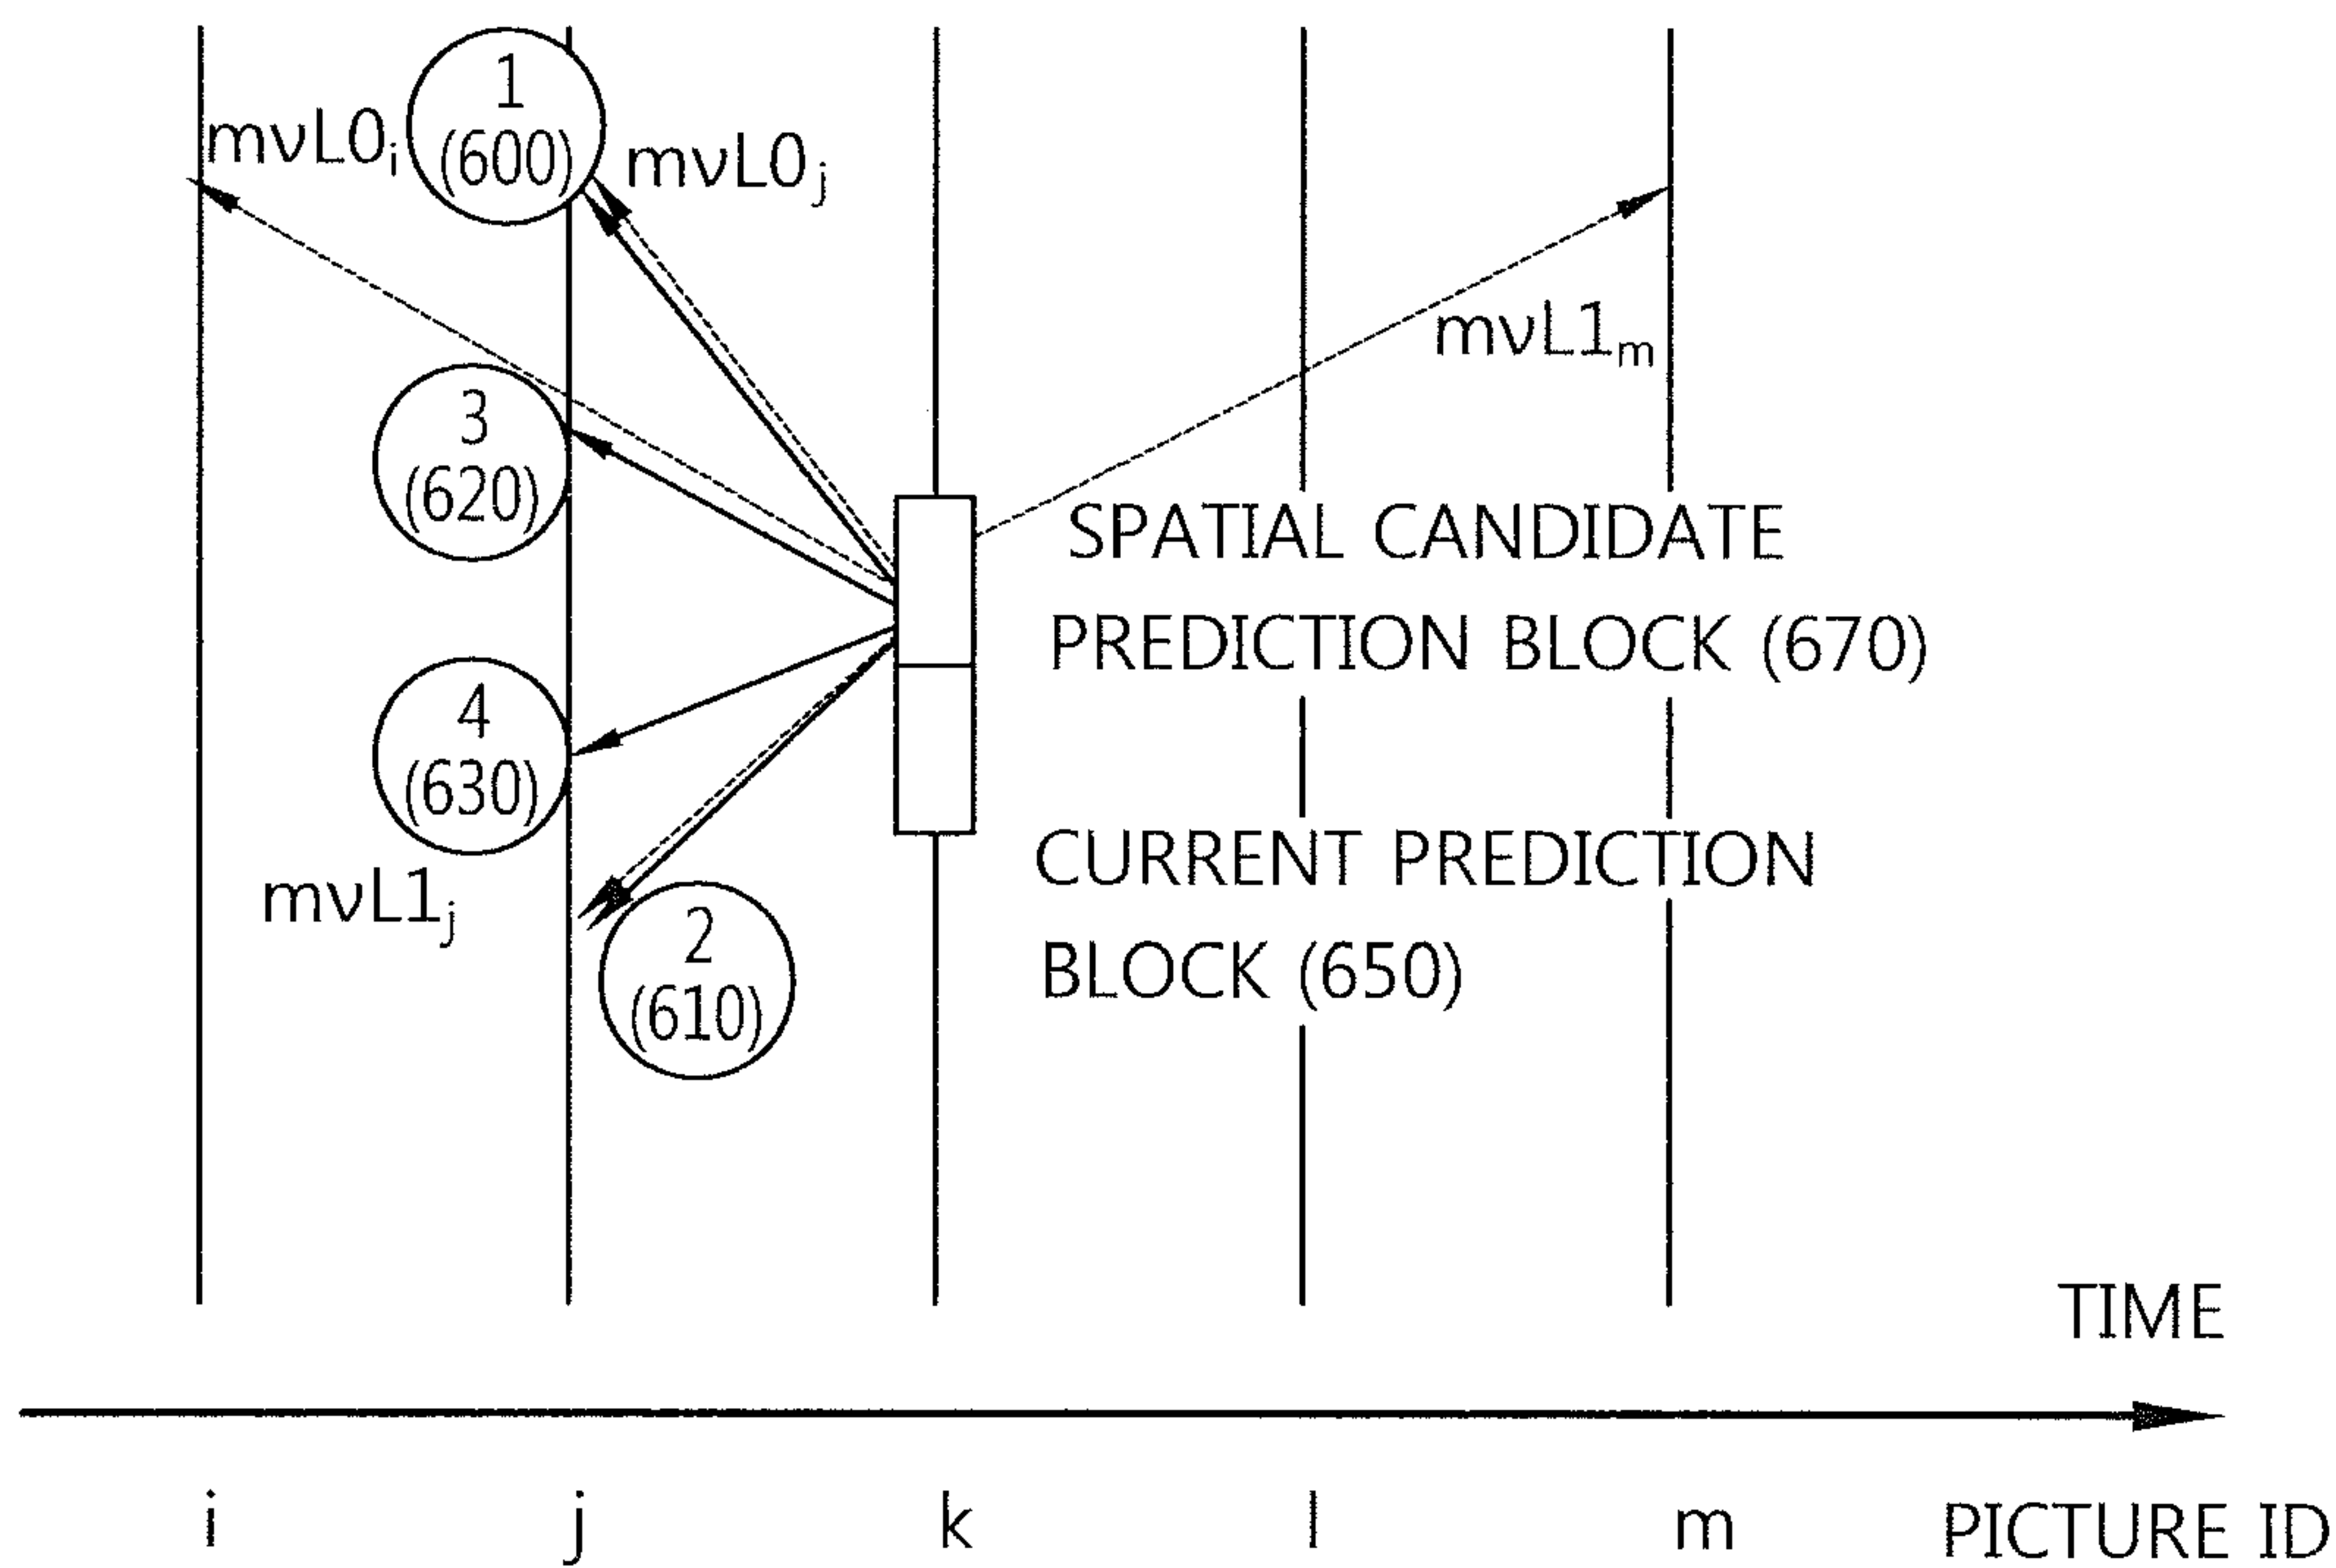 1
(600)
mvL0i
mvL0j
mvL1m
3
(620)
SPATIAL CANDIDATE
PREDICTION BLOCK (670)
4
(630)
mvL1j
CURRENT PREDICTION
BLOCK (650)
2
(610)
TIME
i j k l m PICTURE ID